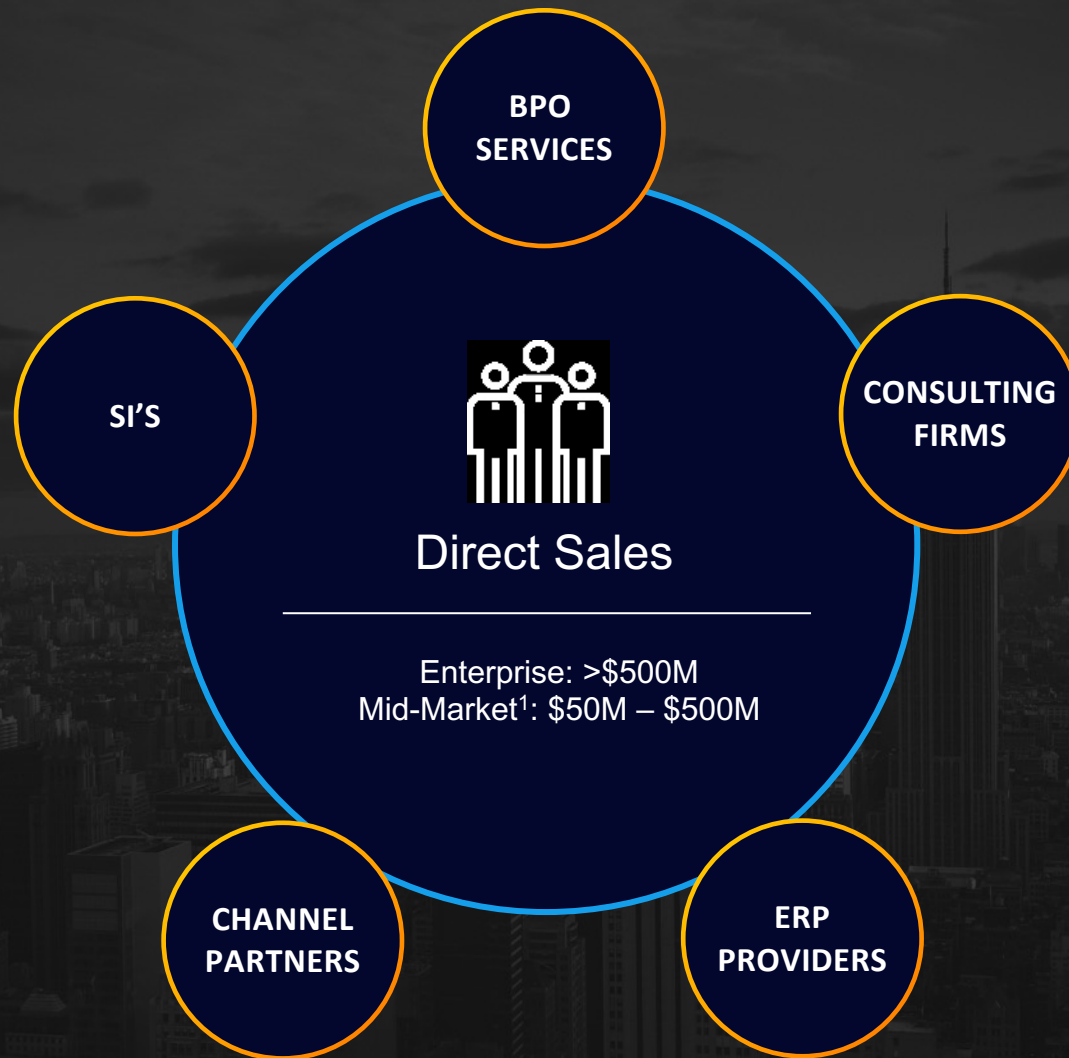 BPO
SERVICES
SI’S
CONSULTING
FIRMS
Direct Sales
Enterprise: >$500M
Mid-Market¹: $50M – $500M
CHANNEL
PARTNERS
ERP
PROVIDERS